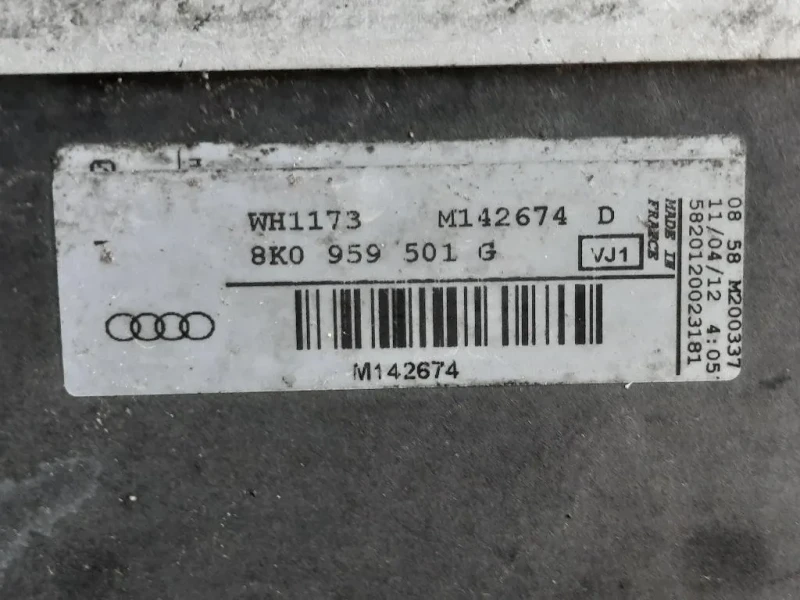 WH1173 M142674 D
8K0 959 501 G VJ1
M142674
MADE IN
FRANCE
08 58 M200337
11/04/12 4:05
5820120023181